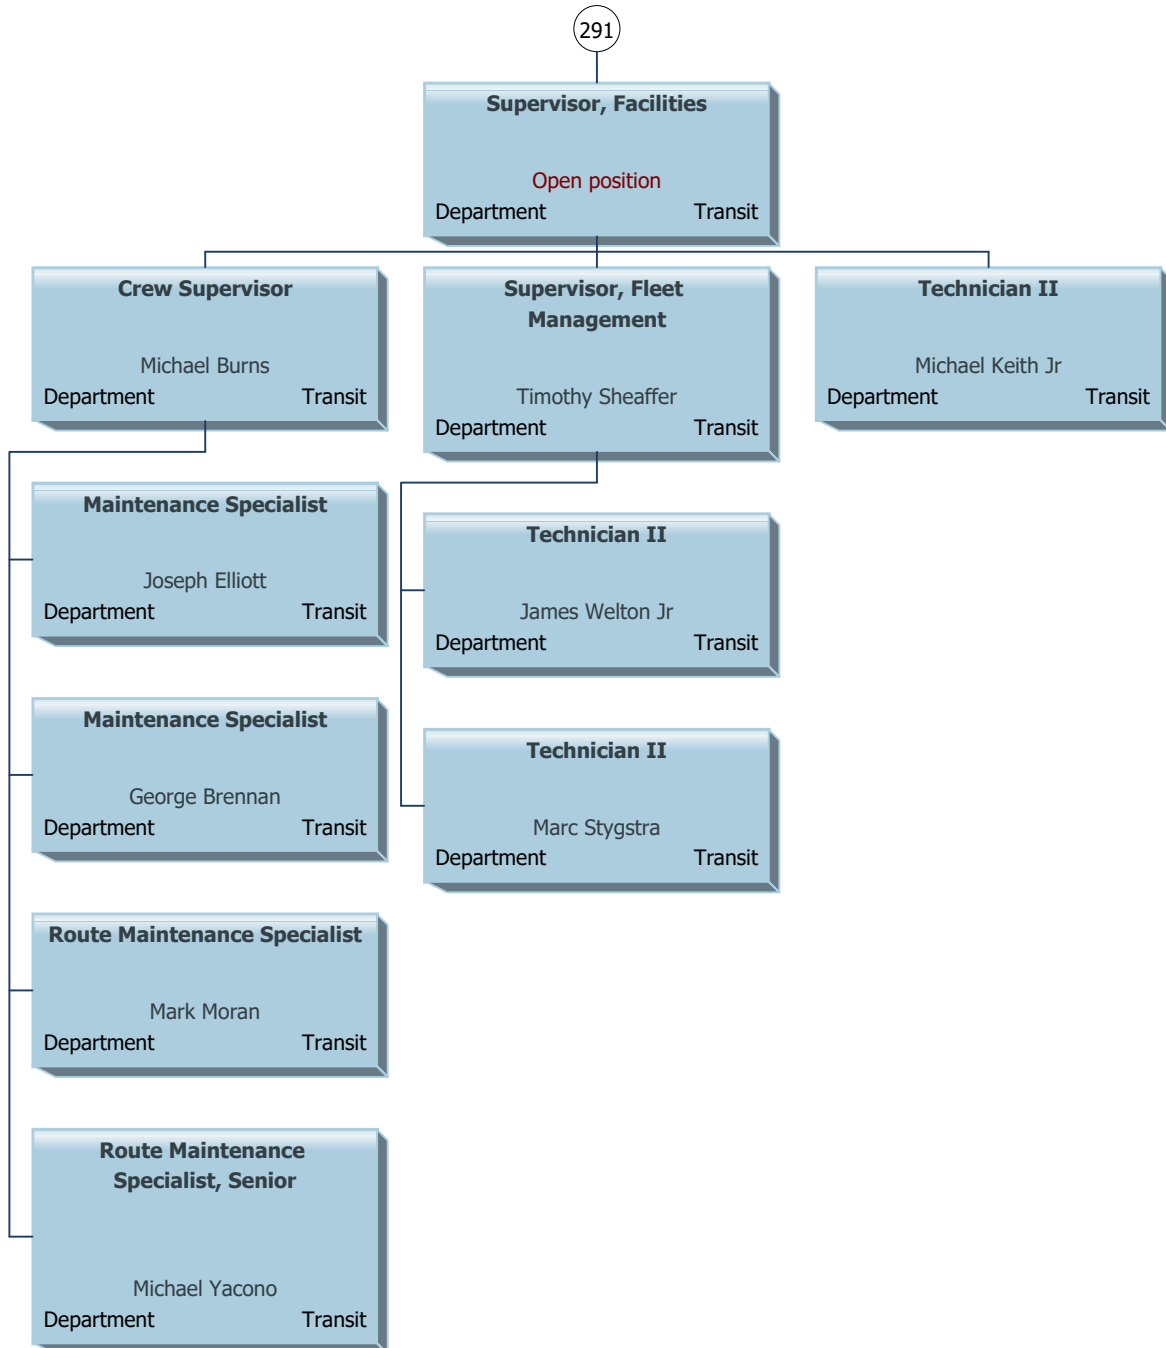 291
Supervisor, Facilities
Open position
Department Transit
Crew Supervisor
Michael Burns
Department Transit
Supervisor, Fleet
Management
Timothy Sheaffer
Department Transit
Technician II
Michael Keith Jr
Department Transit
Maintenance Specialist
Joseph Elliott
Department Transit
Maintenance Specialist
George Brennan
Department Transit
Route Maintenance Specialist
Mark Moran
Department Transit
Route Maintenance
Specialist, Senior
Michael Yacono
Department Transit
Technician II
James Welton Jr
Department Transit
Technician II
Marc Stygstra
Department Transit